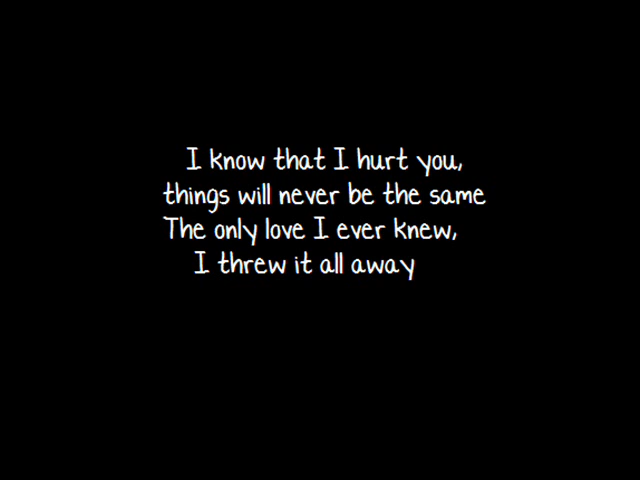 I know that I hurt you,
things will never be the same
The only love I ever knew,
I threw it all away